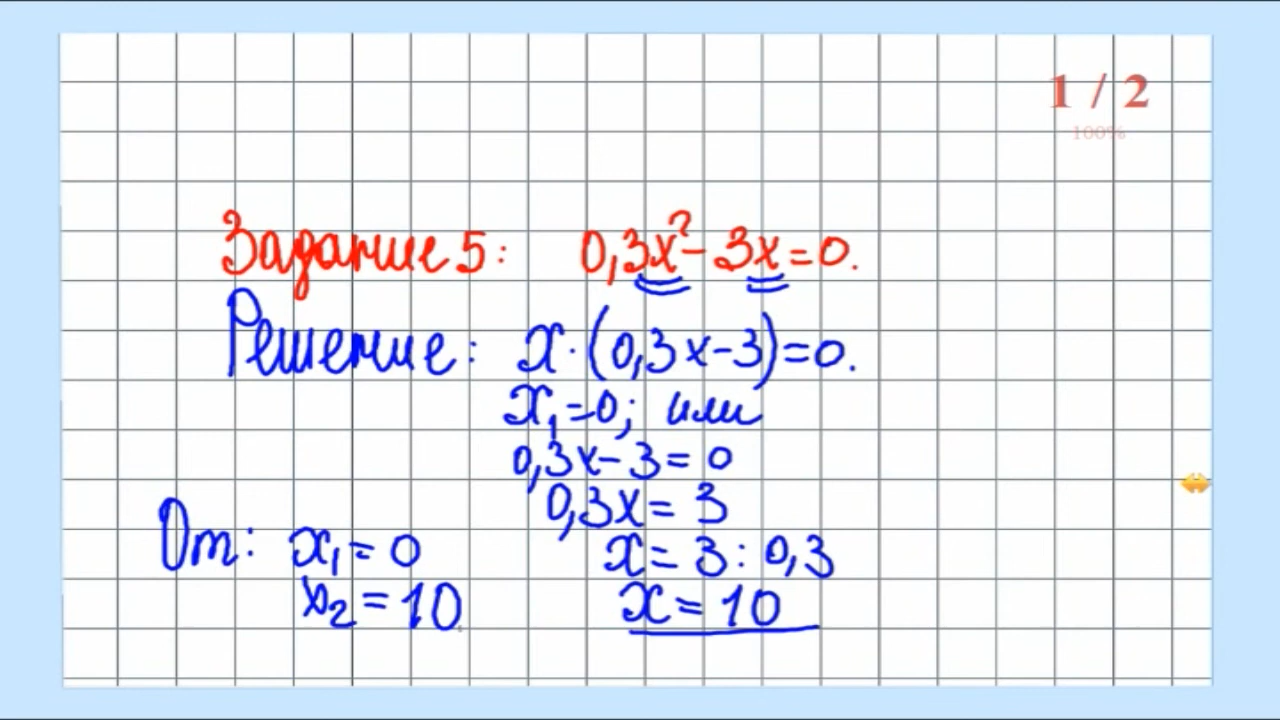 1 / 2
100%
Задание 5: 0,3x² - 3x = 0.
Решение: x · (0,3x - 3) = 0.
x₁ = 0; или
0,3x - 3 = 0
0,3x = 3
От: x₁ = 0
x = 3 : 0,3
x₂ = 10
x = 10